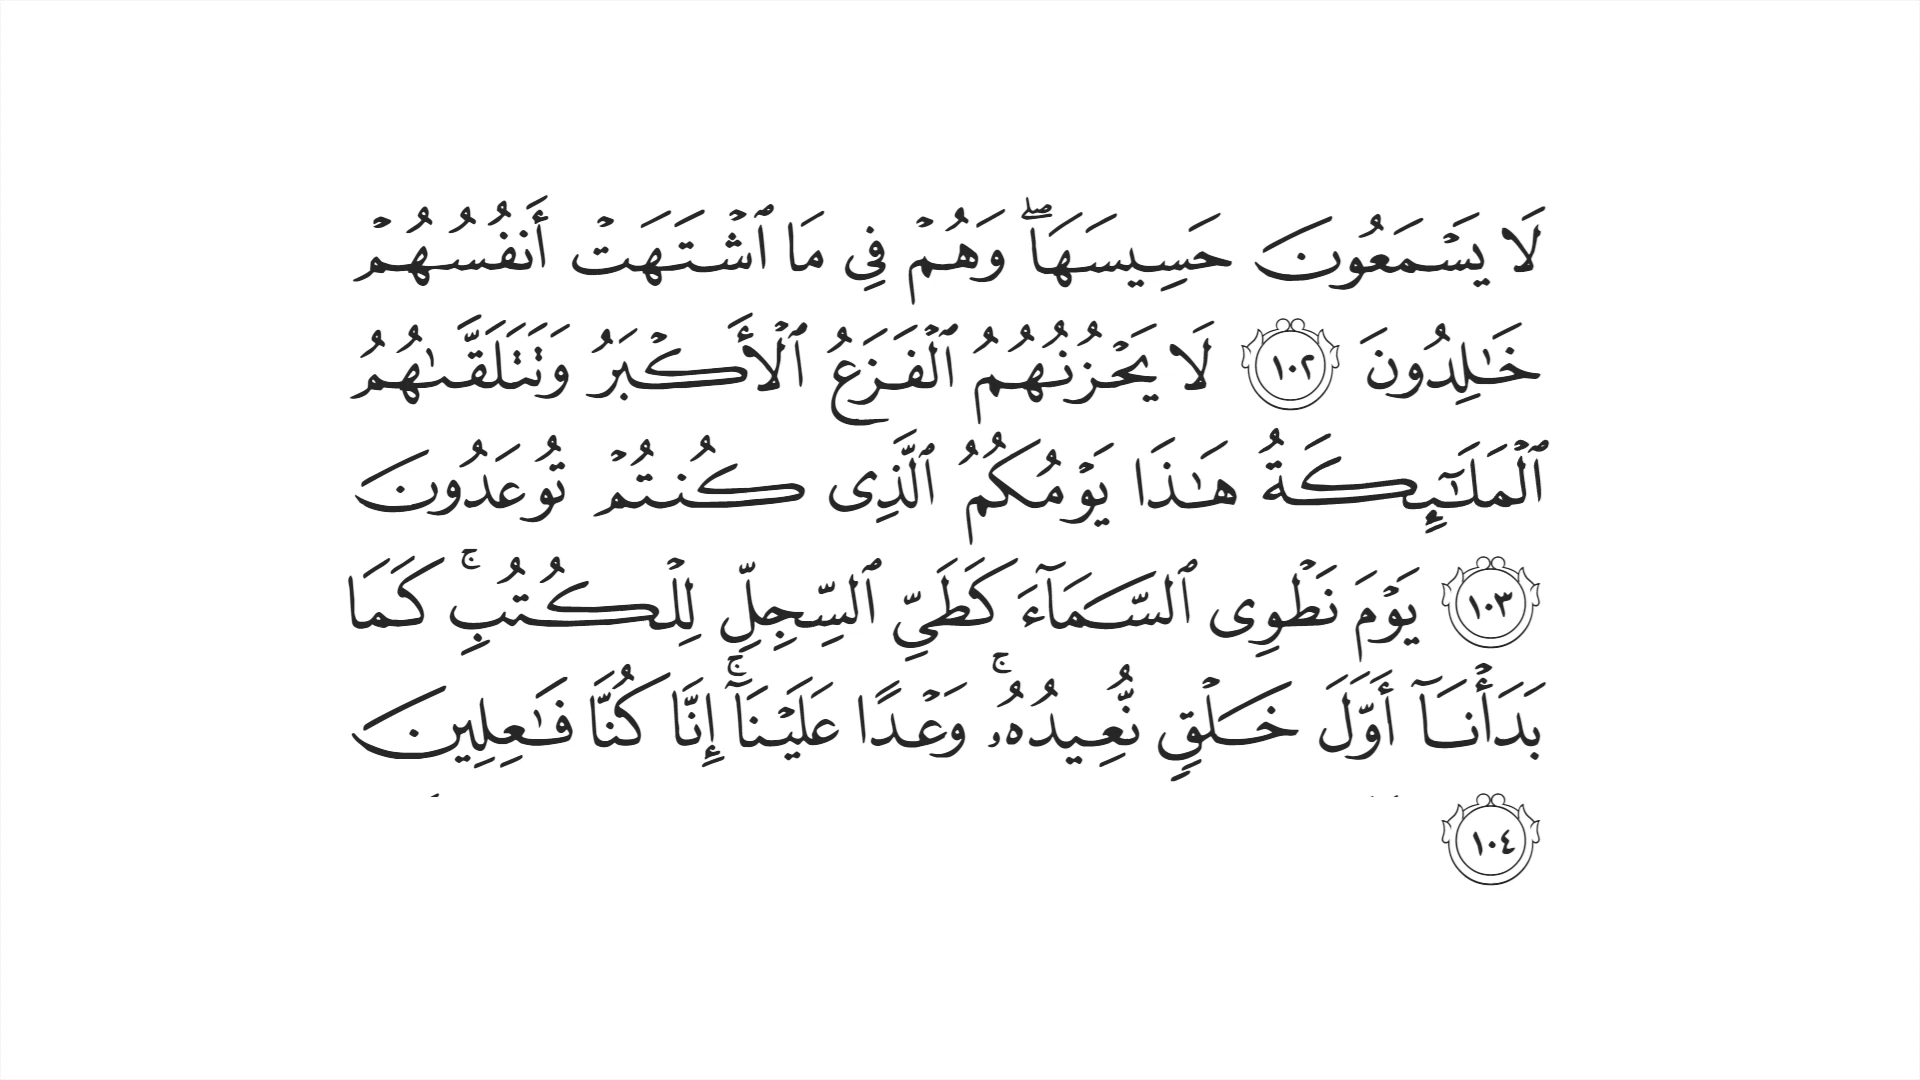 لَا يَسۡمَعُونَ حَسِيسَهَاۖ وَهُمۡ فِي مَا ٱشۡتَهَتۡ أَنفُسُهُمۡ
خَٰلِدُونَ ١٠٢ لَا يَحۡزُنُهُمُ ٱلۡفَزَعُ ٱلۡأَكۡبَرُ وَتَتَلَقَّىٰهُمُ
ٱلۡمَلَٰٓئِكَةُ هَٰذَا يَوۡمُكُمُ ٱلَّذِي كُنتُمۡ تُوعَدُونَ
١٠٣ يَوۡمَ نَطۡوِي ٱلسَّمَآءَ كَطَيِّ ٱلسِّجِلِّ لِلۡكُتُبِۚ كَمَا
بَدَأۡنَآ أَوَّلَ خَلۡقٖ نُّعِيدُهُۥۚ وَعۡدًا عَلَيۡنَآۚ إِنَّا كُنَّا فَٰعِلِينَ
١٠٤